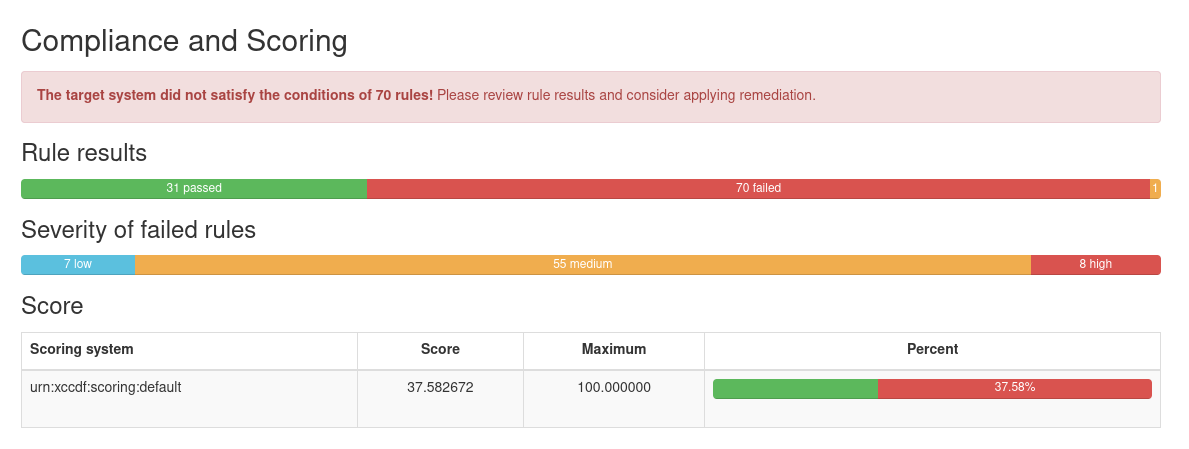 Compliance and Scoring
The target system did not satisfy the conditions of 70 rules! Please review rule results and consider applying remediation.
Rule results
31 passed 70 failed 1
Severity of failed rules
7 low 55 medium 8 high
Score
Scoring system Score Maximum Percent
urn:xccdf:scoring:default 37.582672 100.000000 37.58%